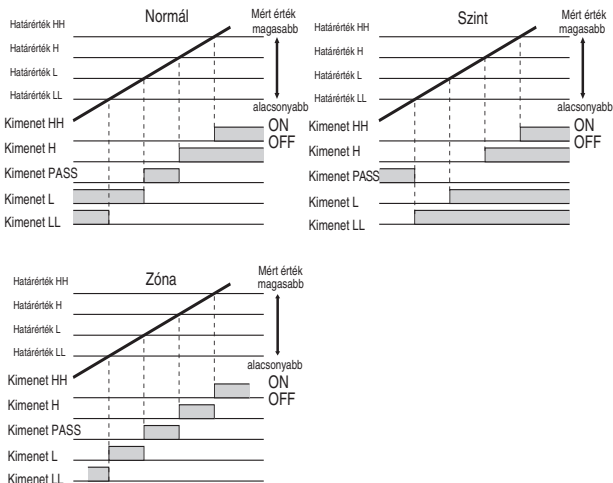 Normál
Mért érték
magasabb
Határérték HH
Határérték H
Határérték L
Határérték LL
alacsonyabb
Kimenet HH
ON
OFF
Kimenet H
Kimenet PASS
Kimenet L
Kimenet LL
Szint
Mért érték
magasabb
Határérték HH
Határérték H
Határérték L
Határérték LL
alacsonyabb
Kimenet HH
ON
OFF
Kimenet H
Kimenet PASS
Kimenet L
Kimenet LL
Zóna
Mért érték
magasabb
Határérték HH
Határérték H
Határérték L
Határérték LL
alacsonyabb
Kimenet HH
ON
OFF
Kimenet H
Kimenet PASS
Kimenet L
Kimenet LL